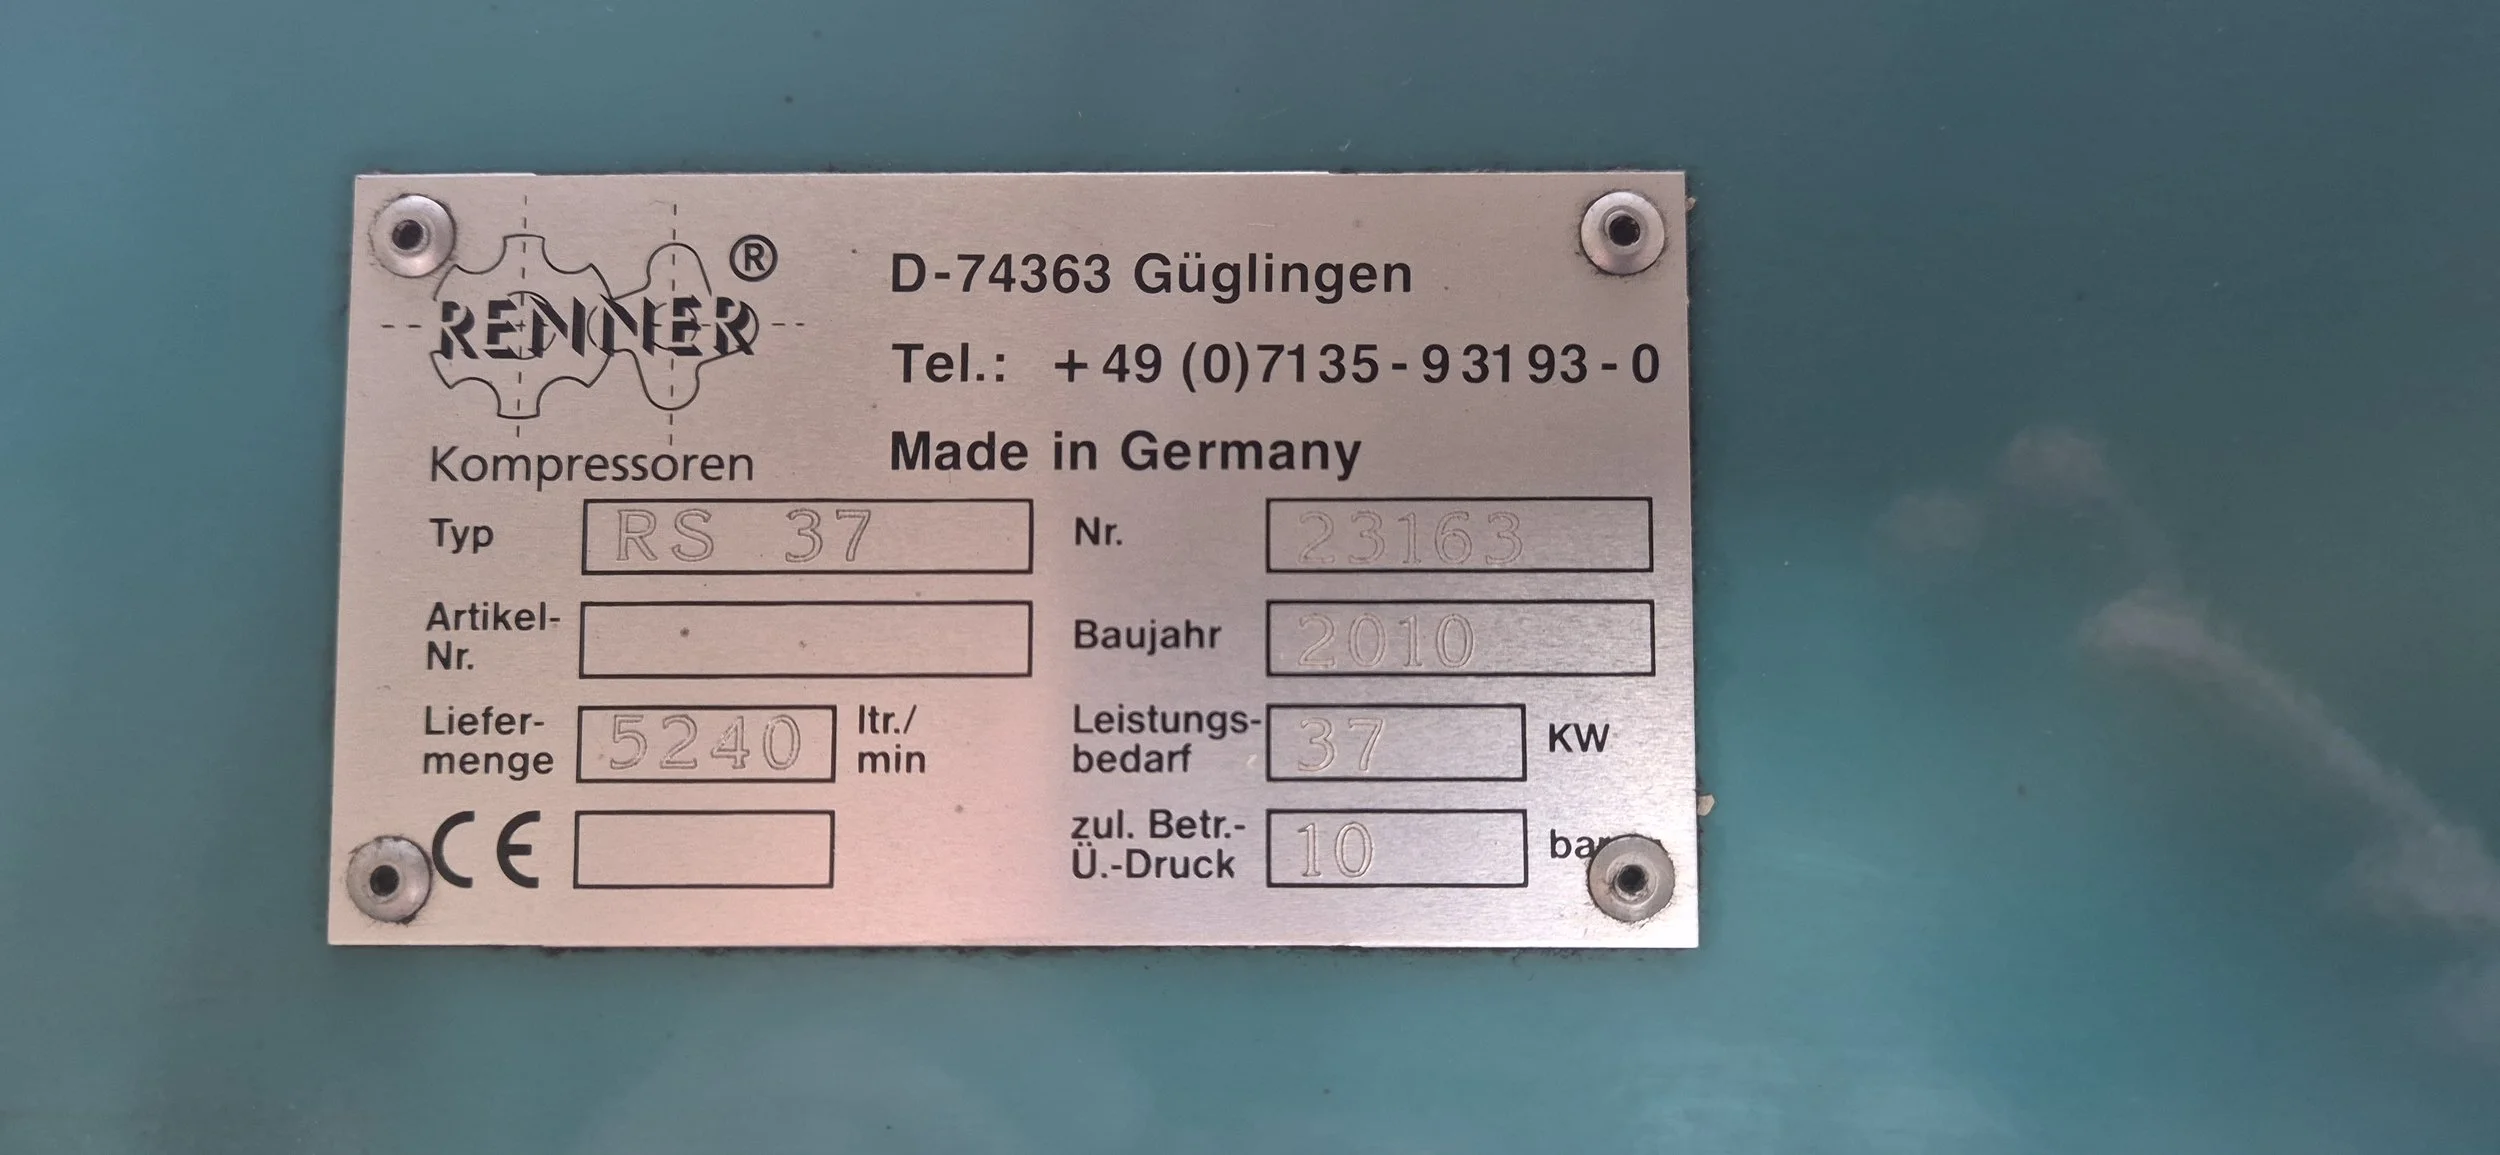 RENNER®
Kompressoren
D-74363 Güglingen
Tel.: +49 (0)7135-93193-0
Made in Germany
Typ RS 37
Nr. 23163
Artikel-
Nr.
Baujahr 2010
Liefer-
menge 5240 ltr./
min
Leistungs-
bedarf 37 KW
CE
zul. Betr.-
Ü.-Druck 10 bar